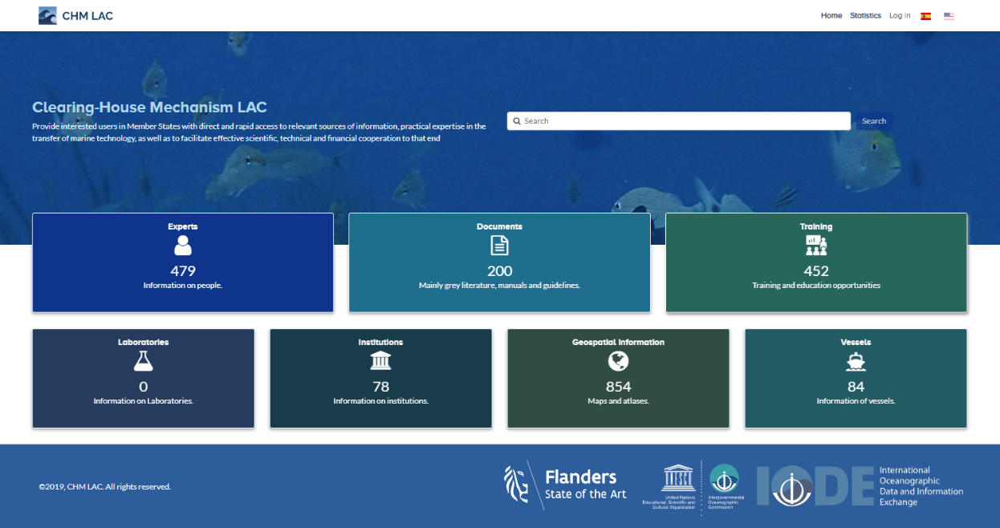 CHM LAC
Home Statistics Log in
Clearing-House Mechanism LAC
Provide interested users in Member States with direct and rapid access to relevant sources of information, practical expertise in the
transfer of marine technology, as well as to facilitate effective scientific, technical and financial cooperation to that end
Search
Search
Experts
479
Information on people.
Documents
200
Mainly grey literature, manuals and guidelines.
Training
452
Training and education opportunities
Laboratories
0
Information on Laboratories.
Institutions
78
Information on institutions.
Geospatial Information
854
Maps and atlases.
Vessels
84
Information of vessels.
©2019, CHM LAC. All rights reserved.
Flanders
State of the Art
UNESCO
United Nations
Educational, Scientific and
Cultural Organization
Intergovernmental
Oceanographic
Commission
IODE
International
Oceanographic
Data and Information
Exchange